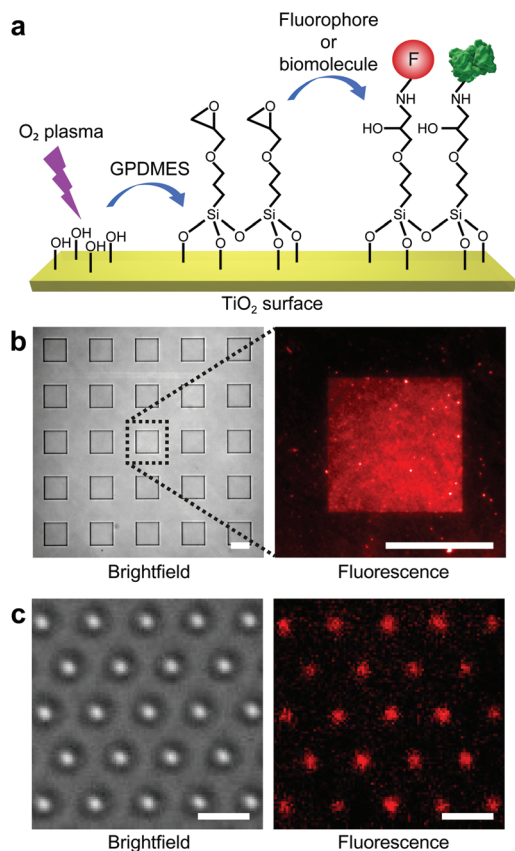 a
Fluorophore
or
biomolecule
F
O₂ plasma
GPDMES
O
O
NH
NH
HO
HO
O
O
O
O
Si
Si
Si
Si
OH
OH
OH
OH
O
O
O
O
O
O
O
O
TiO₂ surface
b
Brightfield
Fluorescence
c
Brightfield
Fluorescence